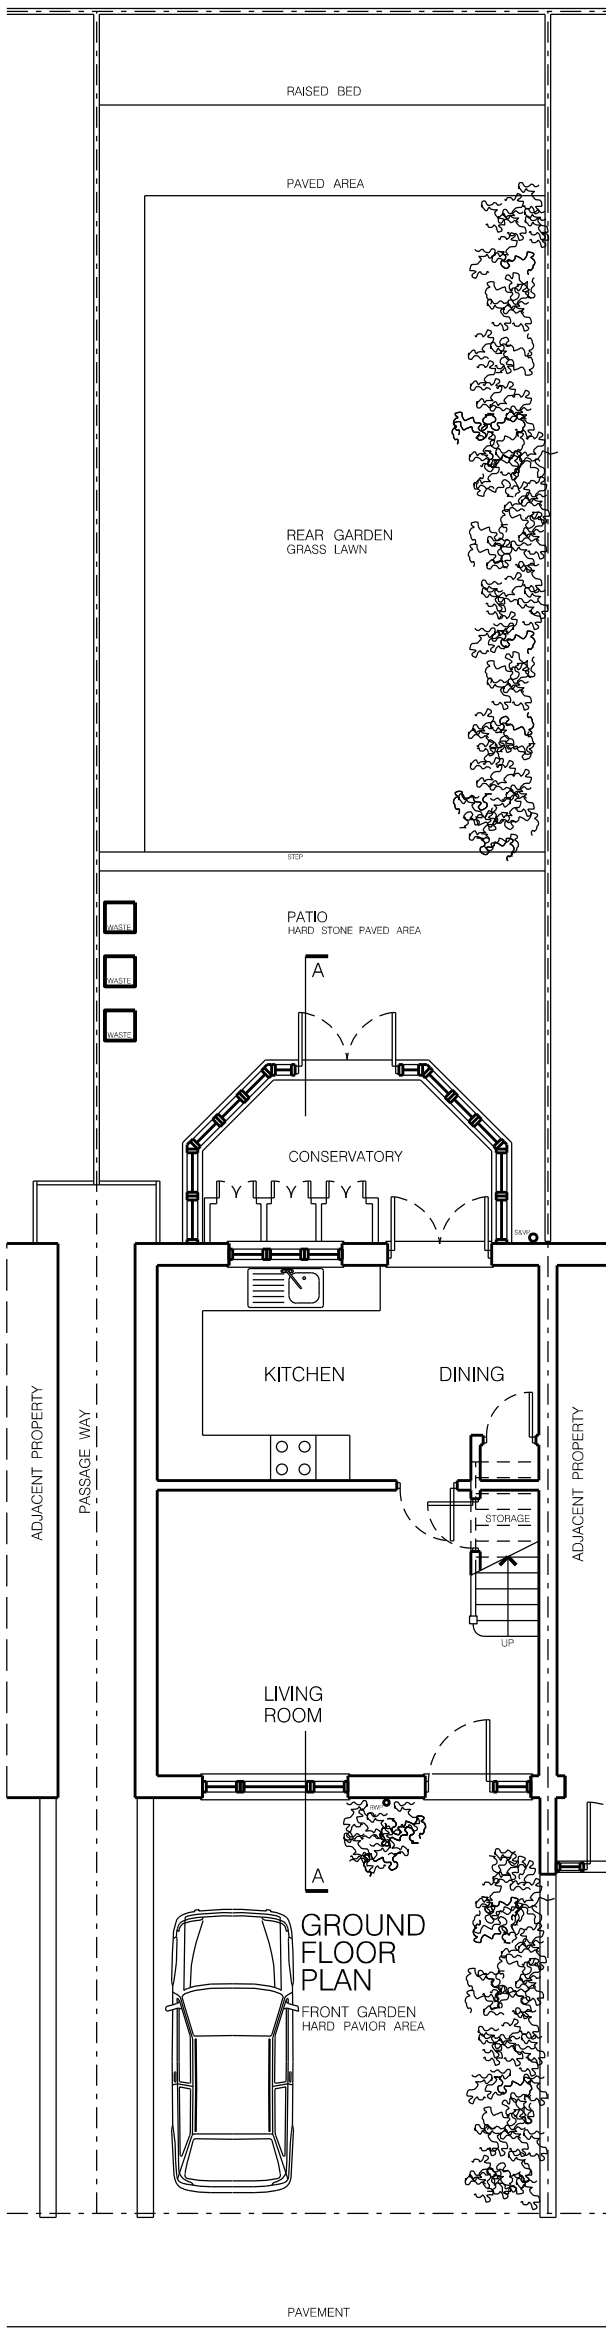 RAISED BED
PAVED AREA
REAR GARDEN
GRASS LAWN
STEP
PATIO
HARD STONE PAVED AREA
WASTE
WASTE
WASTE
A
CONSERVATORY
S&VP
KITCHEN
DINING
ADJACENT PROPERTY
PASSAGE WAY
ADJACENT PROPERTY
STORAGE
UP
LIVING
ROOM
RWP
A
GROUND
FLOOR
PLAN
FRONT GARDEN
HARD PAVIOR AREA
PAVEMENT